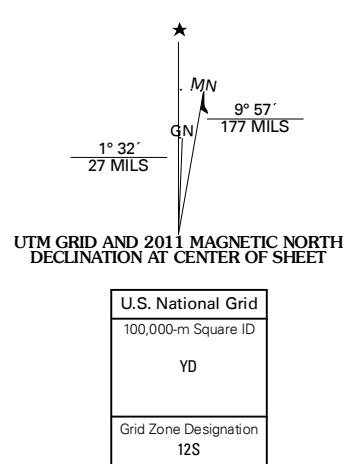 MN
9° 57´
177 MILS
GN
1° 32´
27 MILS
UTM GRID AND 2011 MAGNETIC NORTH
DECLINATION AT CENTER OF SHEET
U.S. National Grid
100,000-m Square ID
YD
Grid Zone Designation
12S